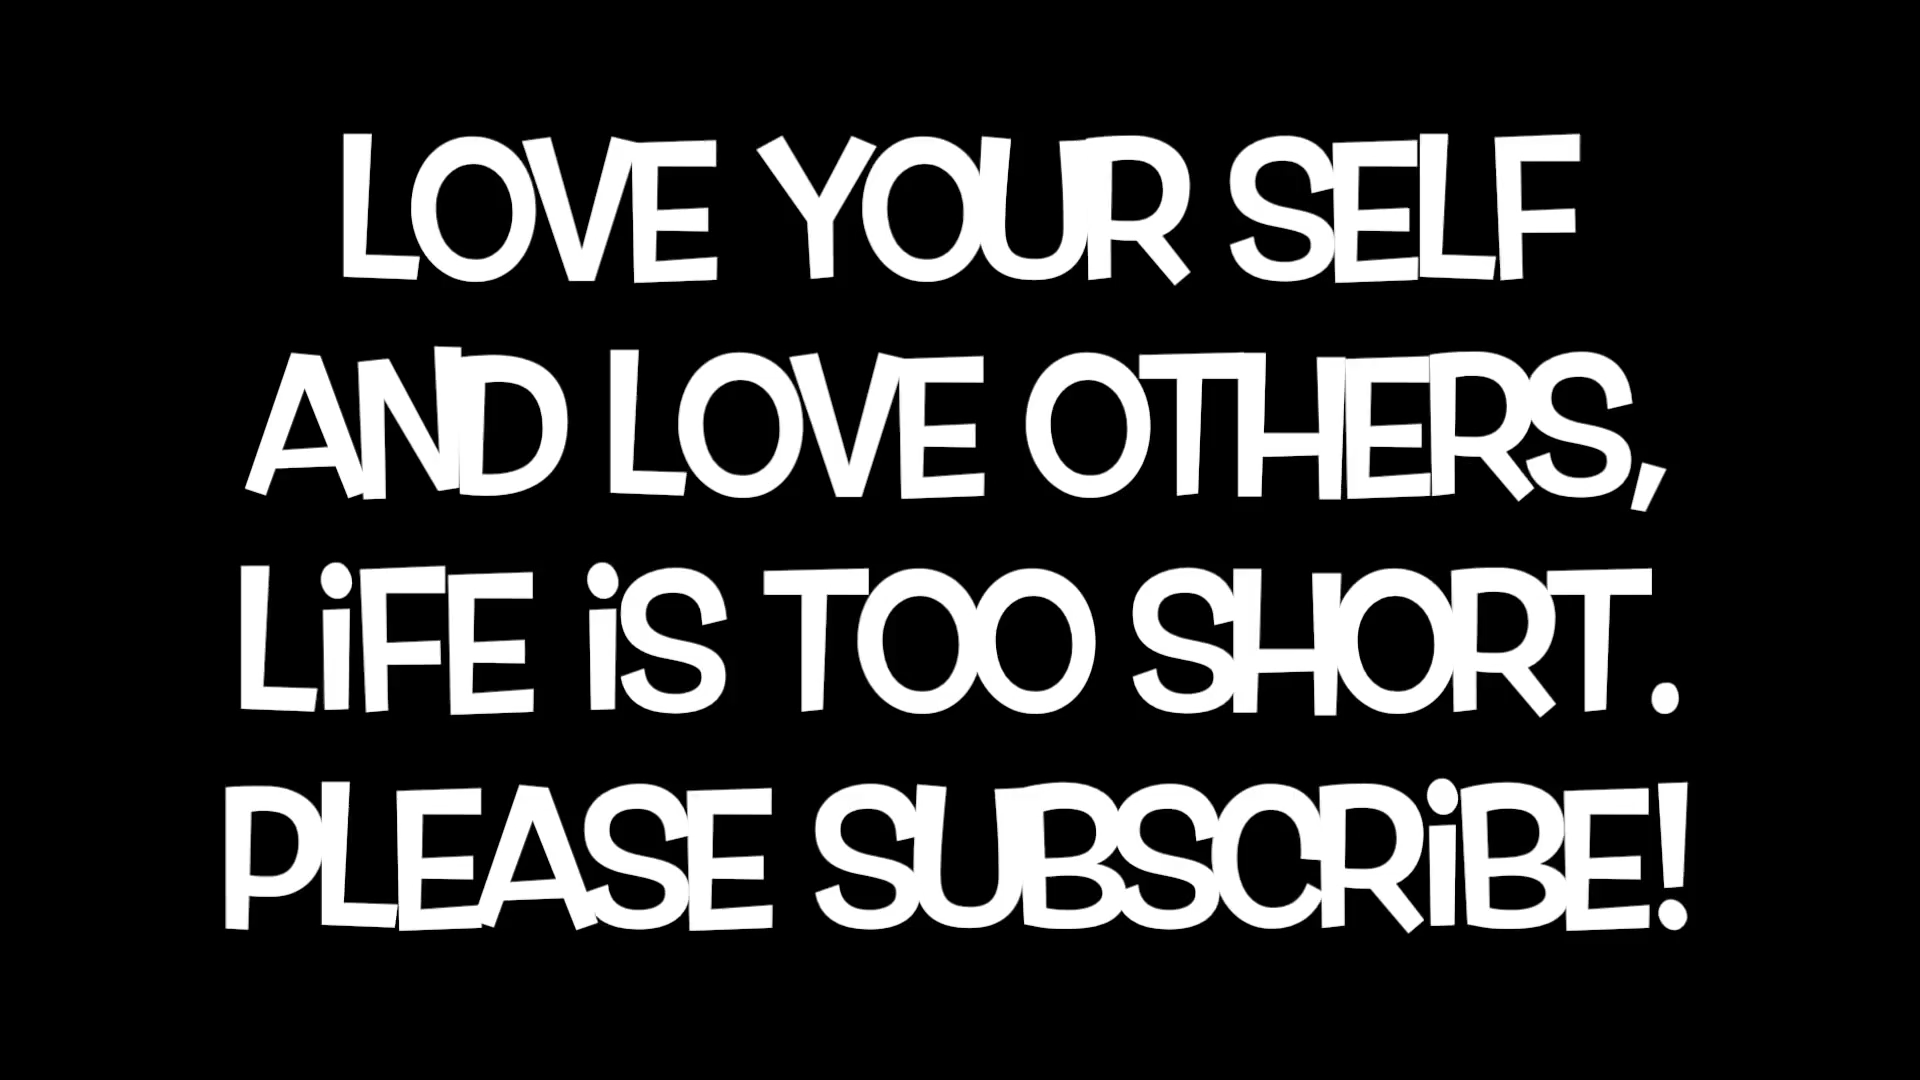 LOVE YOUR SELF
AND LOVE OTHERS,
LiFE iS TOO SHORT.
PLEASE SUBSCRiBE!